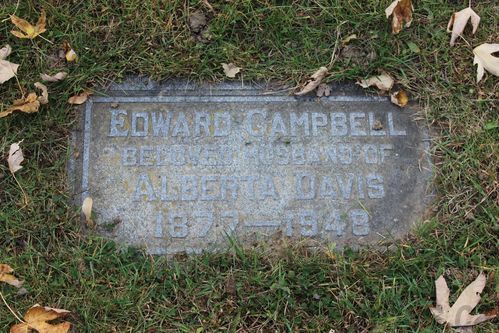 EDWARD CAMPBELL
BELOVED HUSBAND OF
ALBERTA DAVIS
1877 — 1948